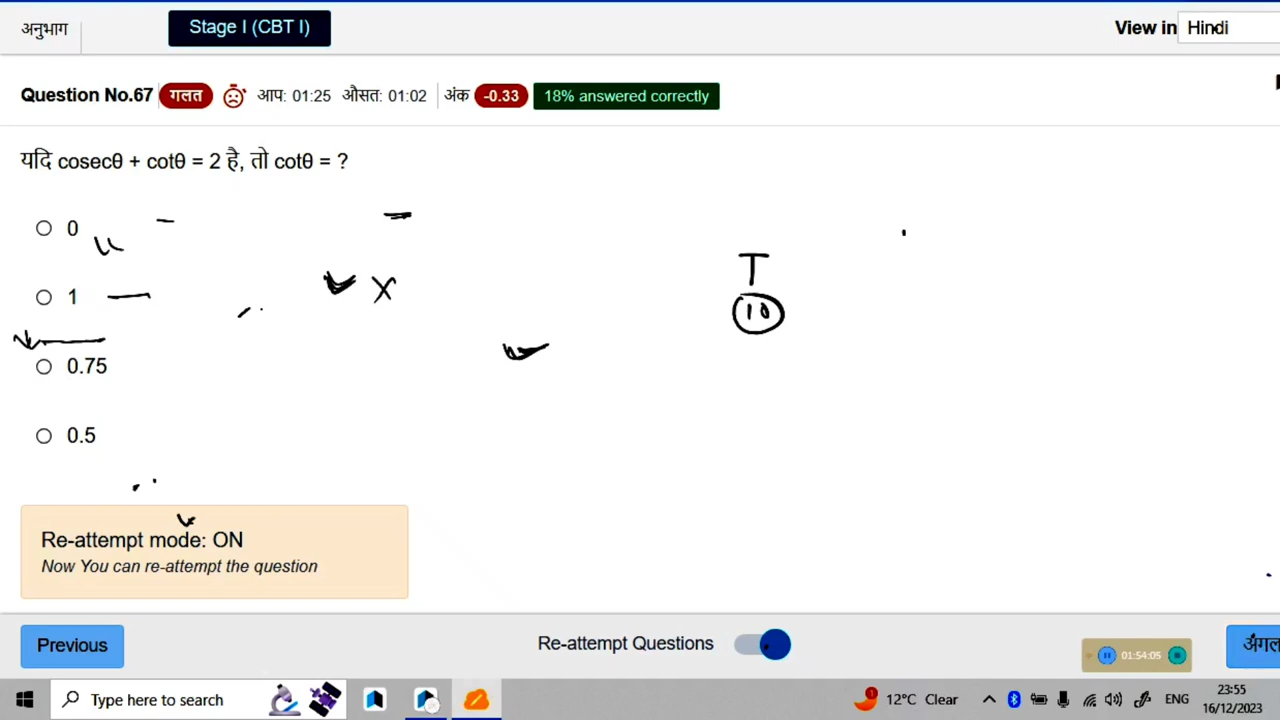 अनुभाग Stage I (CBT I) View in Hindi
Question No.67 गलत आप: 01:25 औसत: 01:02 अंक -0.33 18% answered correctly
यदि cosecθ + cotθ = 2 है, तो cotθ = ?
0
1
0.75
0.5
X
T
10
Re-attempt mode: ON
Now You can re-attempt the question
Previous Re-attempt Questions 01:54:05
Type here to search 1 12°C Clear ENG 23:55
16/12/2023